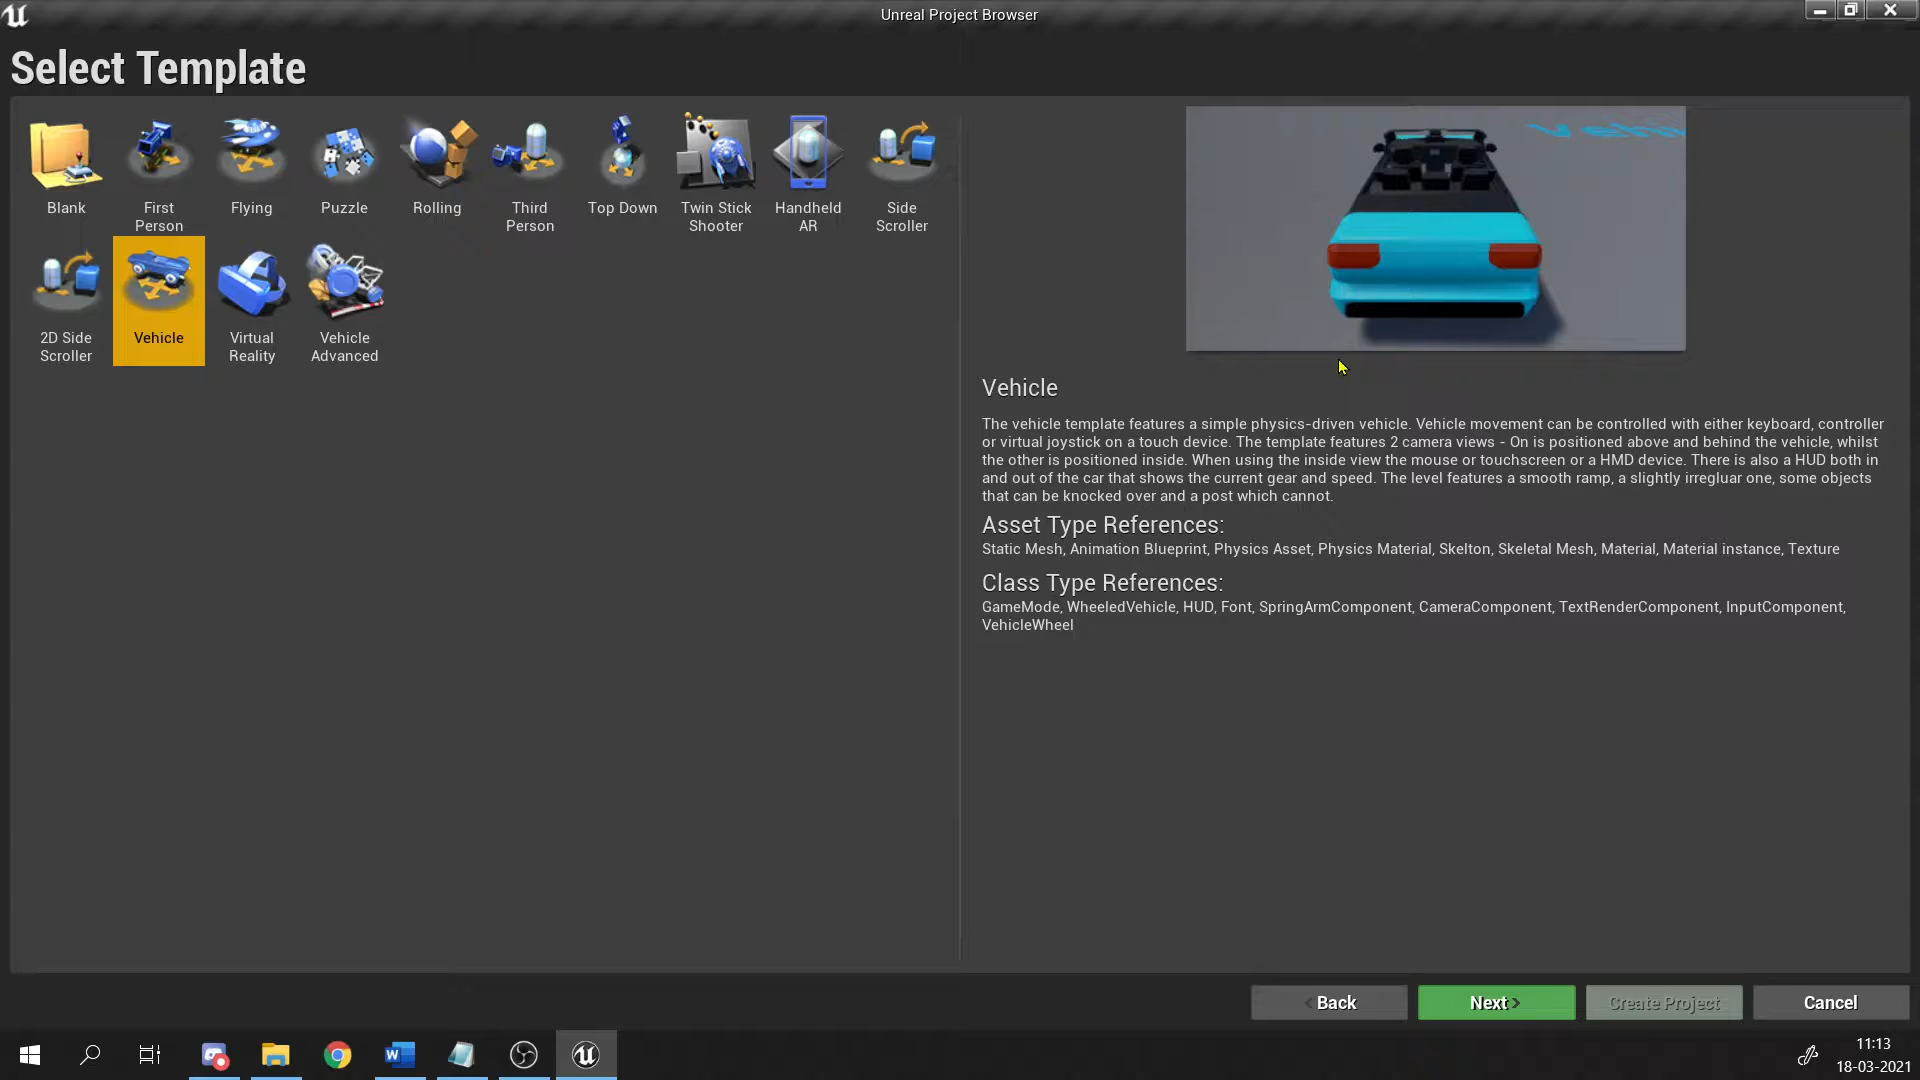 Unreal Project Browser
Select Template
Blank
First
Person
Flying
Puzzle
Rolling
Third
Person
Top Down
Twin Stick
Shooter
Handheld
AR
Side
Scroller
2D Side
Scroller
Vehicle
Virtual
Reality
Vehicle
Advanced
Vehicle
The vehicle template features a simple physics-driven vehicle. Vehicle movement can be controlled with either keyboard, controller
or virtual joystick on a touch device. The template features 2 camera views - On is positioned above and behind the vehicle, whilst
the other is positioned inside. When using the inside view the mouse or touchscreen or a HMD device. There is also a HUD both in
and out of the car that shows the current gear and speed. The level features a smooth ramp, a slightly irregluar one, some objects
that can be knocked over and a post which cannot.
Asset Type References:
Static Mesh, Animation Blueprint, Physics Asset, Physics Material, Skelton, Skeletal Mesh, Material, Material instance, Texture
Class Type References:
GameMode, WheeledVehicle, HUD, Font, SpringArmComponent, CameraComponent, TextRenderComponent, InputComponent,
VehicleWheel
< Back
Next >
Create Project
Cancel
11:13
18-03-2021